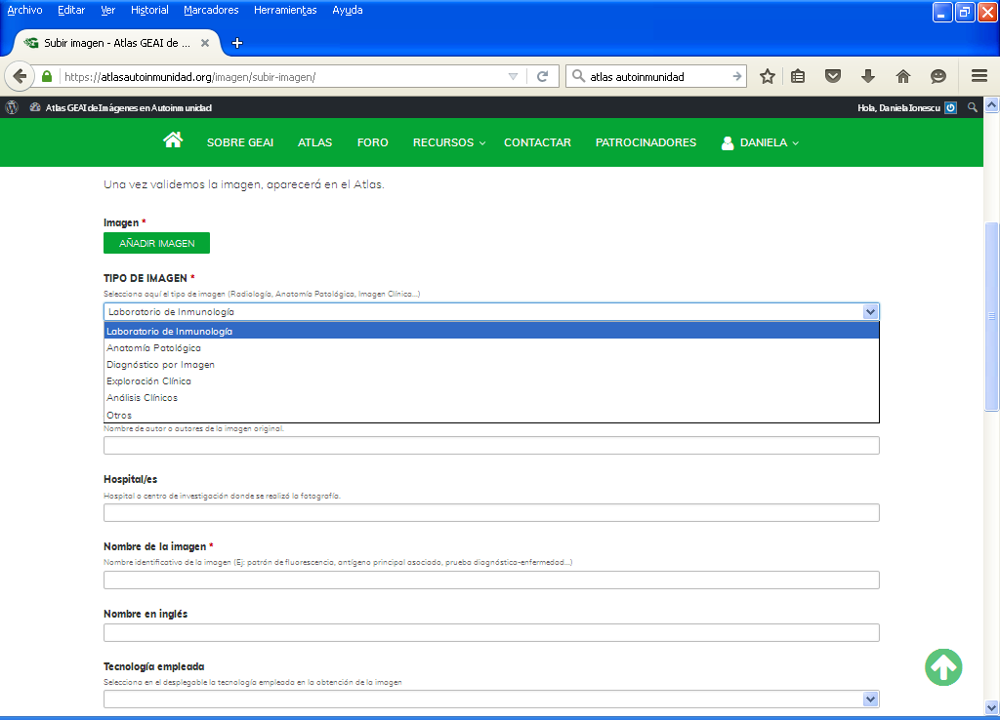 Archivo Editar Ver Historial Marcadores Herramientas Ayuda
Subir imagen - Atlas GEAI de ...
https://atlasautoinmunidad.org/imagen/subir-imagen/
atlas autoinmunidad
Atlas GEAI de Imágenes en Autoinmunidad
Hola, Daniela Ionescu
SOBRE GEAI ATLAS FORO RECURSOS CONTACTAR PATROCINADORES DANIELA
Una vez validemos la imagen, aparecerá en el Atlas.
Imagen *
AÑADIR IMAGEN
TIPO DE IMAGEN *
Selecciona aquí el tipo de imagen (Radiología, Anatomía Patológica, Imagen Clínica...)
Laboratorio de Inmunología
Laboratorio de Inmunología
Anatomía Patológica
Diagnóstico por Imagen
Exploración Clínica
Análisis Clínicos
Otros
Nombre de autor o autores de la imagen original.
Hospital/es
Hospital o centro de investigación donde se realizó la fotografía.
Nombre de la imagen *
Nombre identificativo de la imagen (Ej: patrón de fluorescencia, antígeno principal asociado, prueba diagnóstica-enfermedad...)
Nombre en inglés
Tecnología empleada
Selecciona en el desplegable la tecnología empleada en la obtención de la imagen